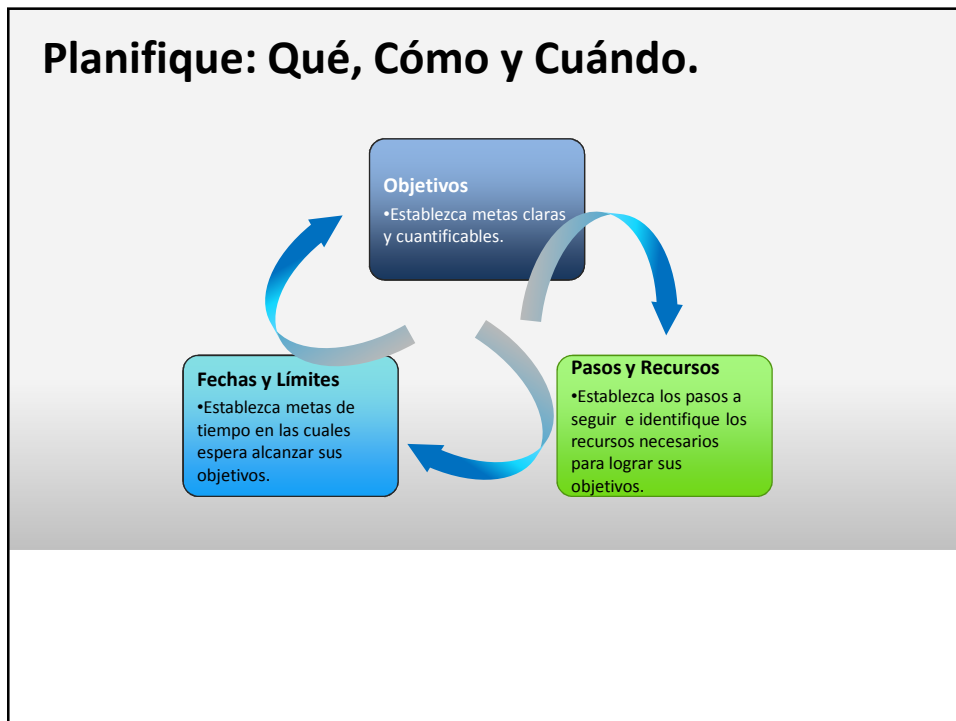 Planifique: Qué, Cómo y Cuándo.
Objetivos
•Establezca metas claras
y cuantificables.
Pasos y Recursos
•Establezca los pasos a
seguir e identifique los
recursos necesarios
para lograr sus
objetivos.
Fechas y Límites
•Establezca metas de
tiempo en las cuales
espera alcanzar sus
objetivos.